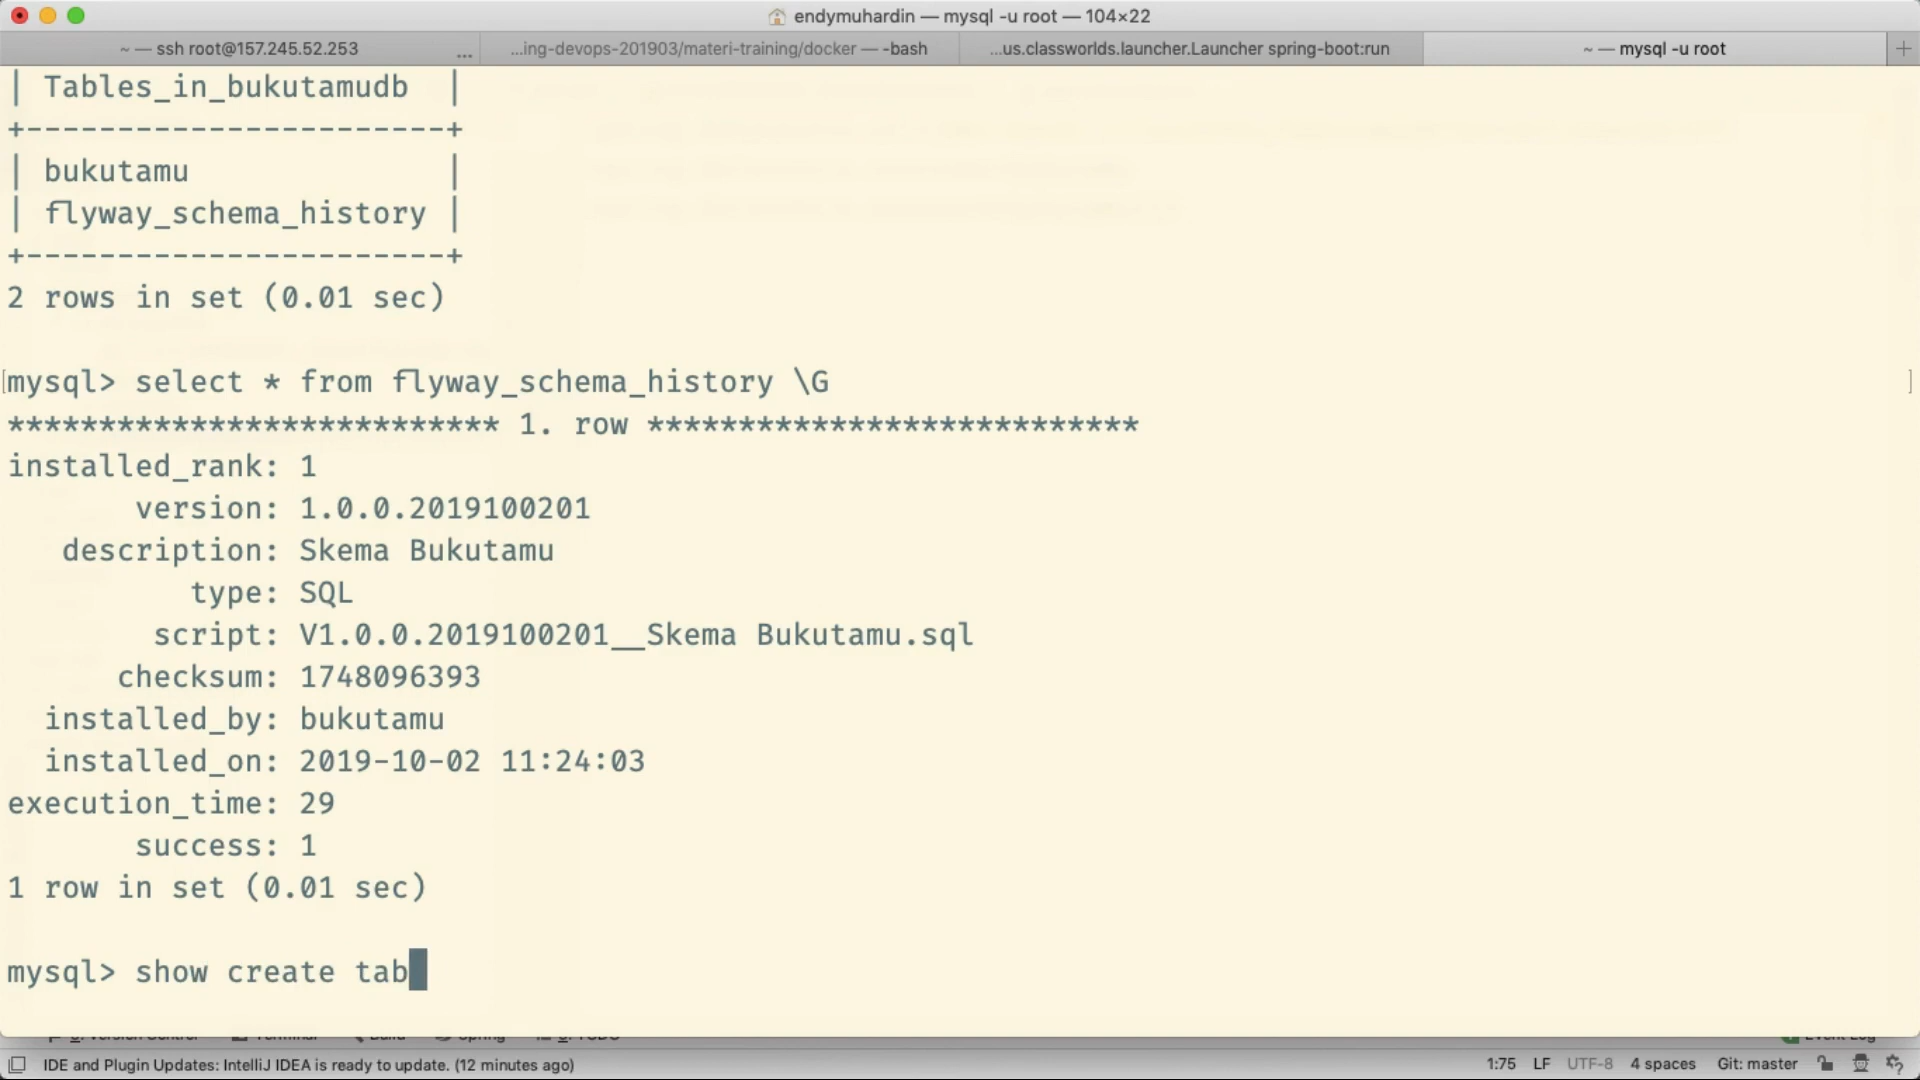 endymuhardin — mysql -u root — 104×22
~ — ssh root@157.245.52.253 ...
...ing-devops-201903/materi-training/docker — -bash
...us.classworlds.launcher.Launcher spring-boot:run
~ — mysql -u root
+
| Tables_in_bukutamudb |
+-----------------------+
| bukutamu |
| flyway_schema_history |
+-----------------------+
2 rows in set (0.01 sec)
[mysql> select * from flyway_schema_history \G ]
*************************** 1. row ***************************
installed_rank: 1
version: 1.0.0.2019100201
description: Skema Bukutamu
type: SQL
script: V1.0.0.2019100201__Skema Bukutamu.sql
checksum: 1748096393
installed_by: bukutamu
installed_on: 2019-10-02 11:24:03
execution_time: 29
success: 1
1 row in set (0.01 sec)
mysql> show create tab
IDE and Plugin Updates: IntelliJ IDEA is ready to update. (12 minutes ago)
1:75 LF UTF-8 4 spaces Git: master